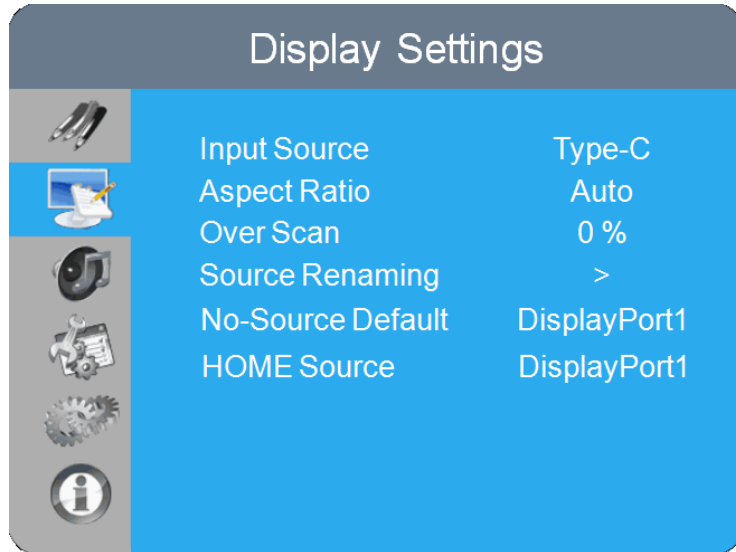 Display Settings
Input Source Type-C
Aspect Ratio Auto
Over Scan 0 %
Source Renaming >
No-Source Default DisplayPort1
HOME Source DisplayPort1